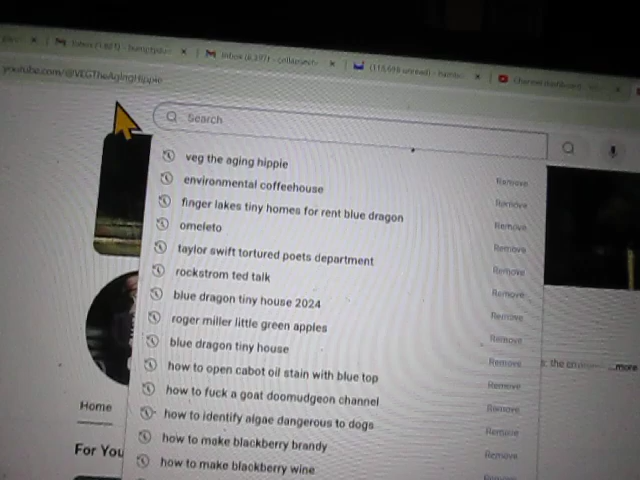 Inbox
Inbox
Channel dashboard
youtube.com/@VEGTheAgingHippie
Search
veg the aging hippie Remove
environmental coffeehouse Remove
finger lakes tiny homes for rent blue dragon Remove
omeleto Remove
taylor swift tortured poets department Remove
rockstrom ted talk Remove
blue dragon tiny house 2024 Remove
roger miller little green apples Remove
blue dragon tiny house Remove
how to open cabot oil stain with blue top Remove
how to fuck a goat doomudgeon channel Remove
how to identify algae dangerous to dogs Remove
how to make blackberry brandy Remove
how to make blackberry wine
...more
Home
For You